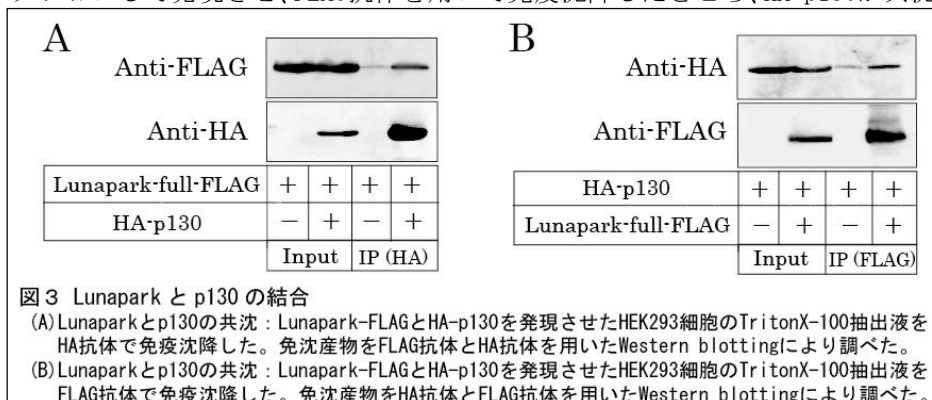 A
Anti-FLAG
Anti-HA
Lunapark-full-FLAG + + + +
HA-p130 − + − +
Input IP (HA)
B
Anti-HA
Anti-FLAG
HA-p130 + + + +
Lunapark-full-FLAG − + − +
Input IP (FLAG)
図3 Lunapark と p130 の結合
(A)Lunaparkとp130の共沈:Lunapark-FLAGとHA-p130を発現させたHEK293細胞のTritonX-100抽出液を
HA抗体で免疫沈降した。免沈産物をFLAG抗体とHA抗体を用いたWestern blottingにより調べた。
(B)Lunaparkとp130の共沈:Lunapark-FLAGとHA-p130を発現させたHEK293細胞のTritonX-100抽出液を
FLAG抗体で免疫沈降した。免沈産物をHA抗体とFLAG抗体を用いたWestern blottingにより調べた。